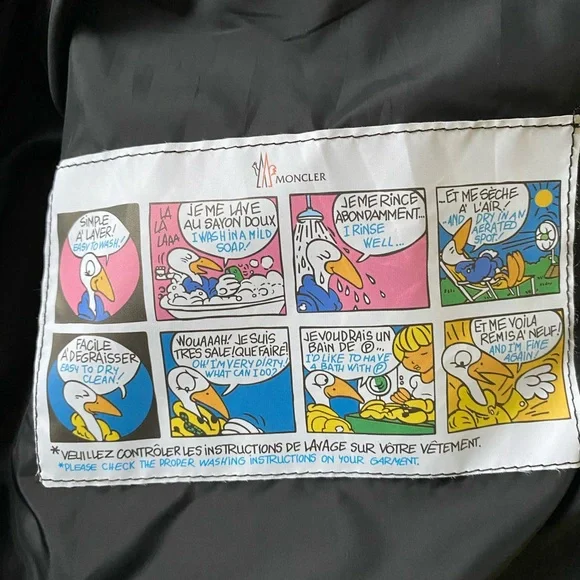 MONCLER
SIMPLE
A' LAVER!
EASY TO WASH!
LA
LA
LAAA
JE ME LAVE
AU SAVON DOUX
I WASH IN A MILD
SOAP!
JE ME RINCE
ABONDAMMENT...
I RINSE
WELL...
...ET ME SÈCHE
A' L'AIR!
..AND I DRY IN AN
AERATED
SPOT.
FACILE
A' DEGRAISSER
EASY TO DRY
CLEAN!
WOUAAAH! JE SUIS
TRES SALE! QUE FAIRE!
OH! I'M VERY DIRTY!
WHAT CAN I DO?
JE VOUDRAIS UN
BAIN DE Ⓟ...
I'D LIKE TO HAVE
A BATH WITH Ⓟ
ET ME VOILA
REMIS A' NEUF!
AND I'M FINE
AGAIN!
*VEUILLEZ CONTRÔLER LES INSTRUCTIONS DE LAVAGE SUR VÔTRE VÊTEMENT.
*PLEASE CHECK THE PROPER WASHING INSTRUCTIONS ON YOUR GARMENT.